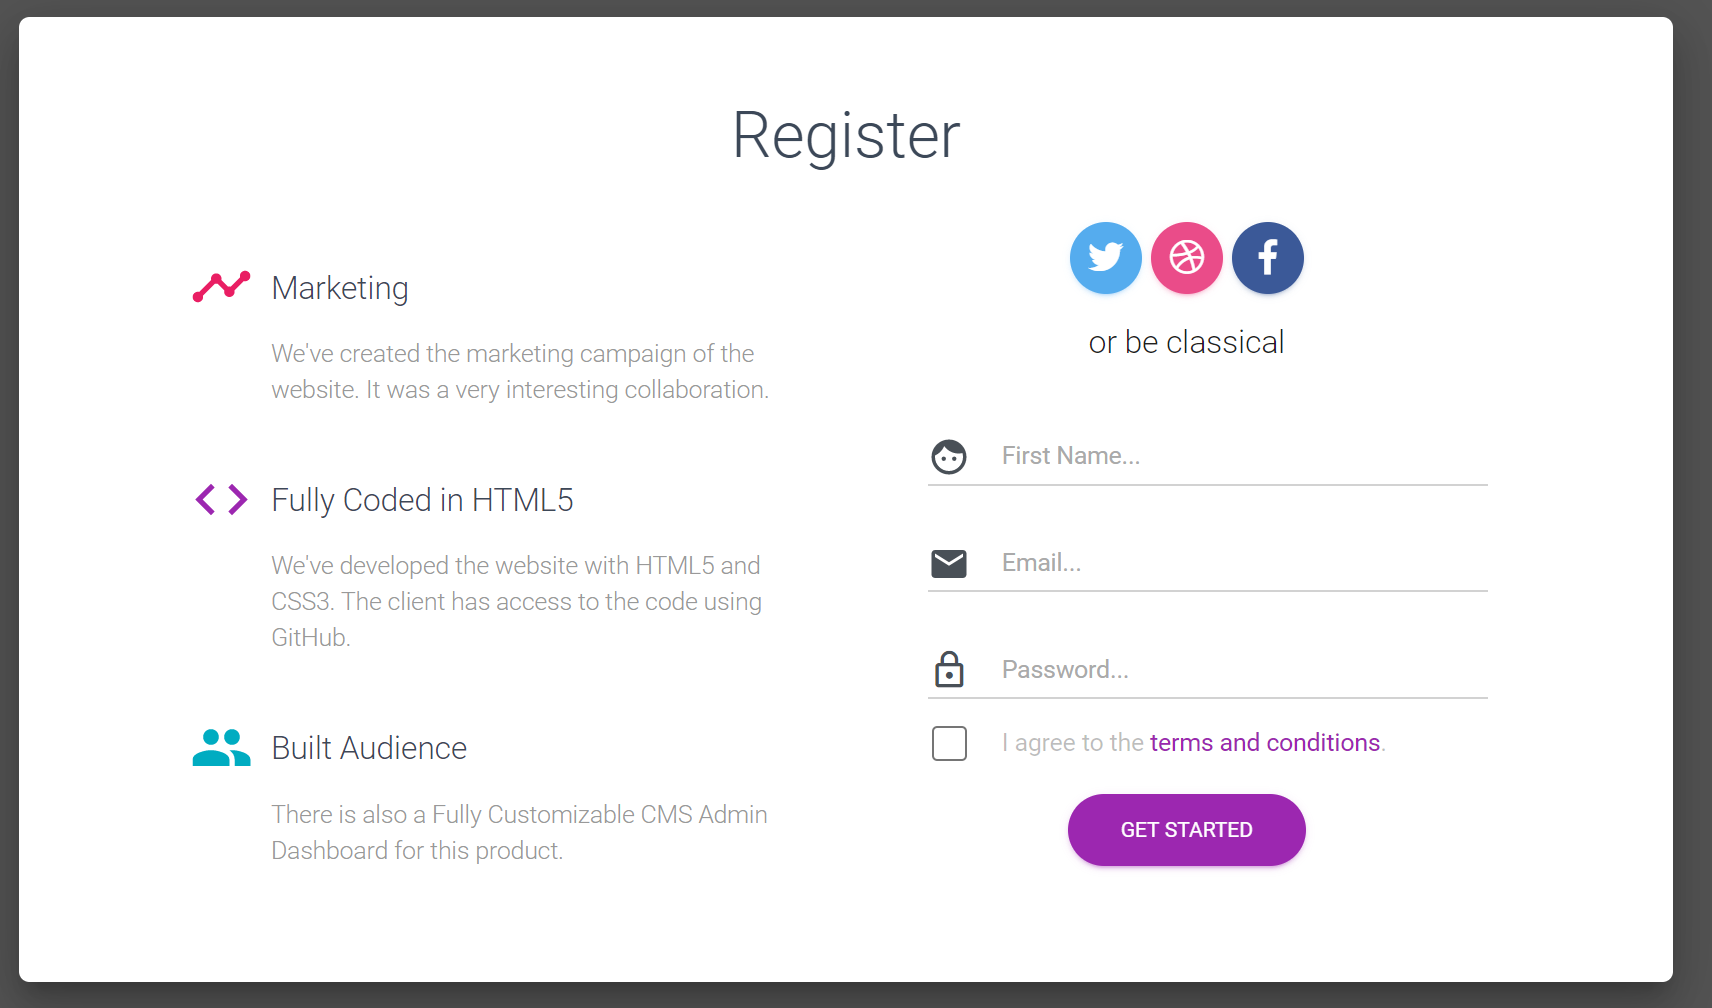 Register
Marketing
We've created the marketing campaign of the
website. It was a very interesting collaboration.
Fully Coded in HTML5
We've developed the website with HTML5 and
CSS3. The client has access to the code using
GitHub.
Built Audience
There is also a Fully Customizable CMS Admin
Dashboard for this product.
or be classical
First Name...
Email...
Password...
I agree to the terms and conditions.
GET STARTED